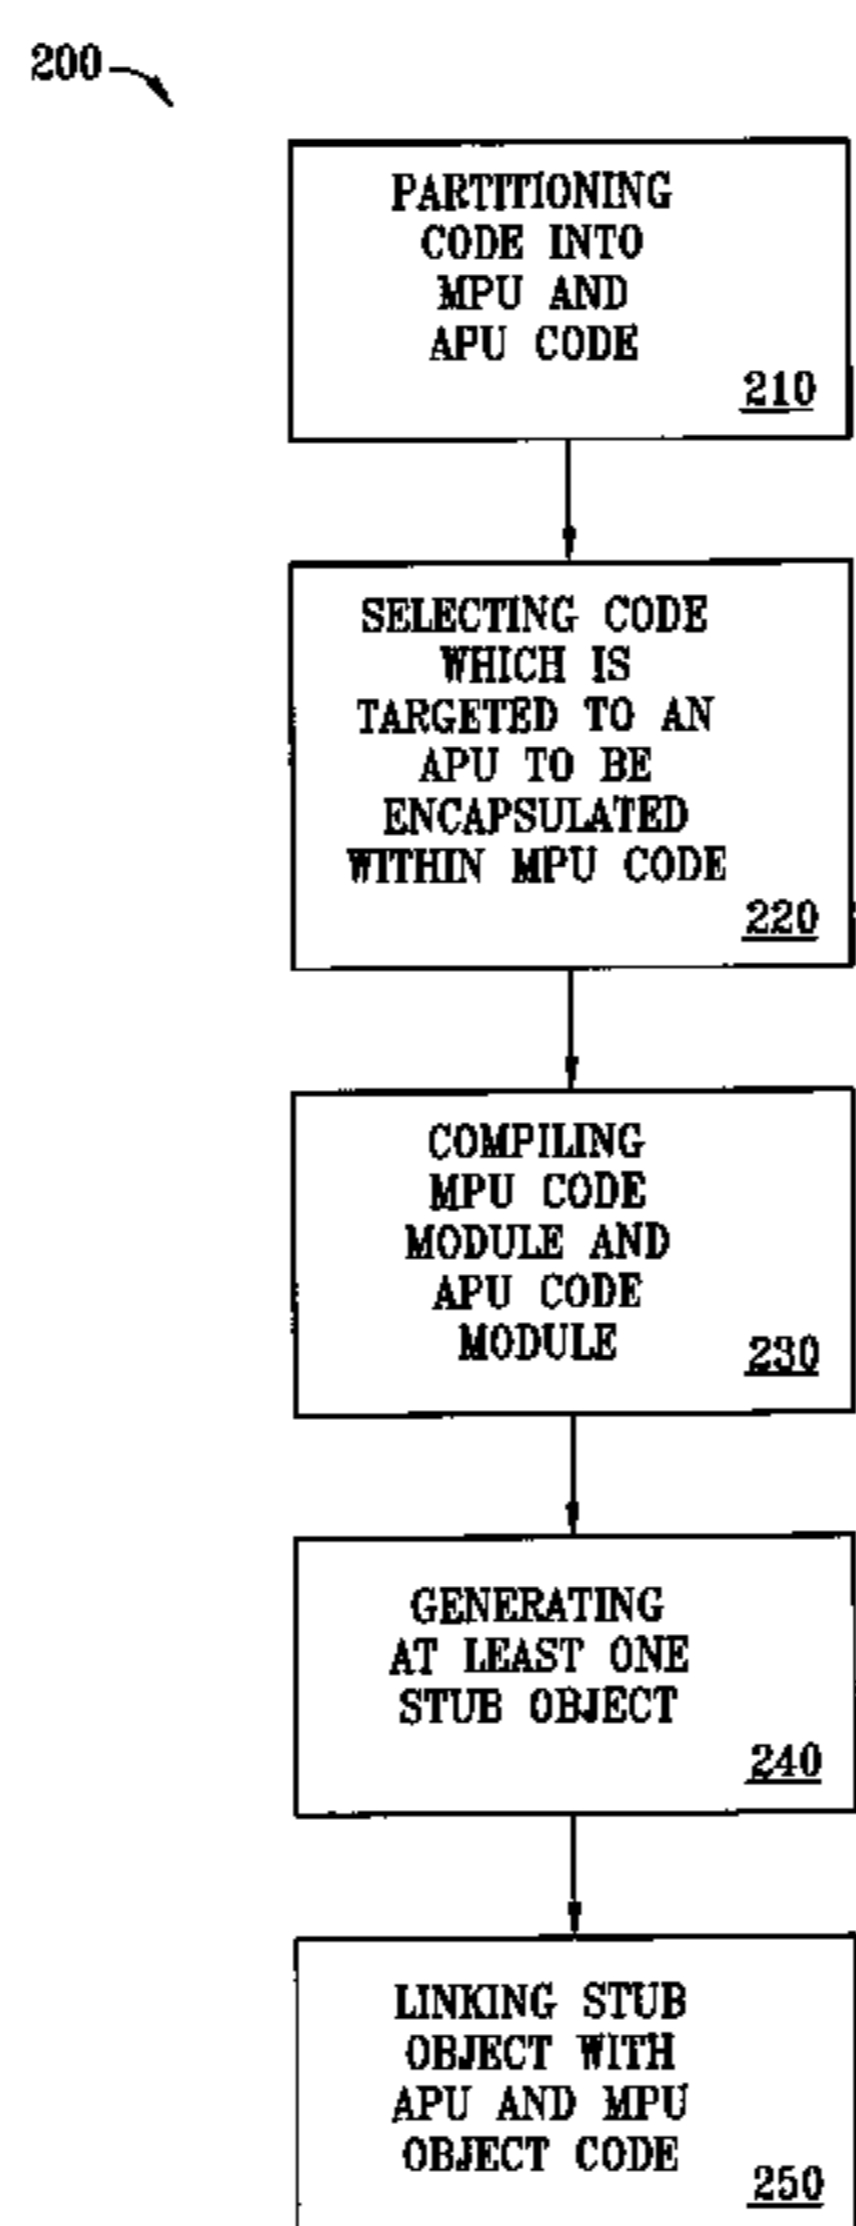 200
PARTITIONING
CODE INTO
MPU AND
APU CODE
210
SELECTING CODE
WHICH IS
TARGETED TO AN
APU TO BE
ENCAPSULATED
WITHIN MPU CODE
220
COMPILING
MPU CODE
MODULE AND
APU CODE
MODULE
230
GENERATING
AT LEAST ONE
STUB OBJECT
240
LINKING STUB
OBJECT WITH
APU AND MPU
OBJECT CODE
250